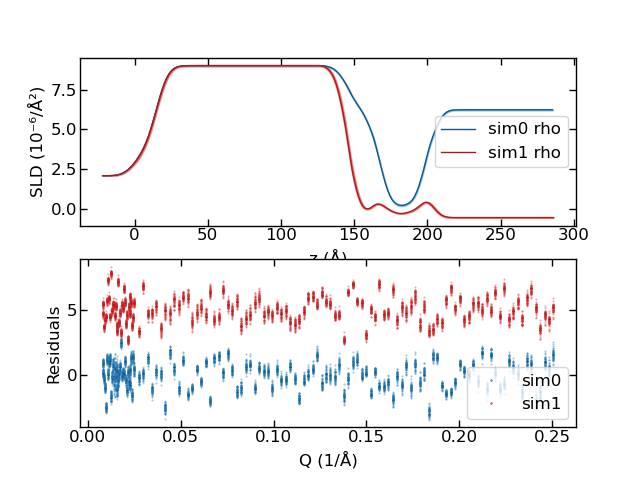 SLD (10⁻⁶/Å²)
7.5
5.0
2.5
0.0
sim0 rho
sim1 rho
0
50
100
150
200
250
300
z (Å)
Residuals
5
0
sim0
sim1
0.00
0.05
0.10
0.15
0.20
0.25
Q (1/Å)